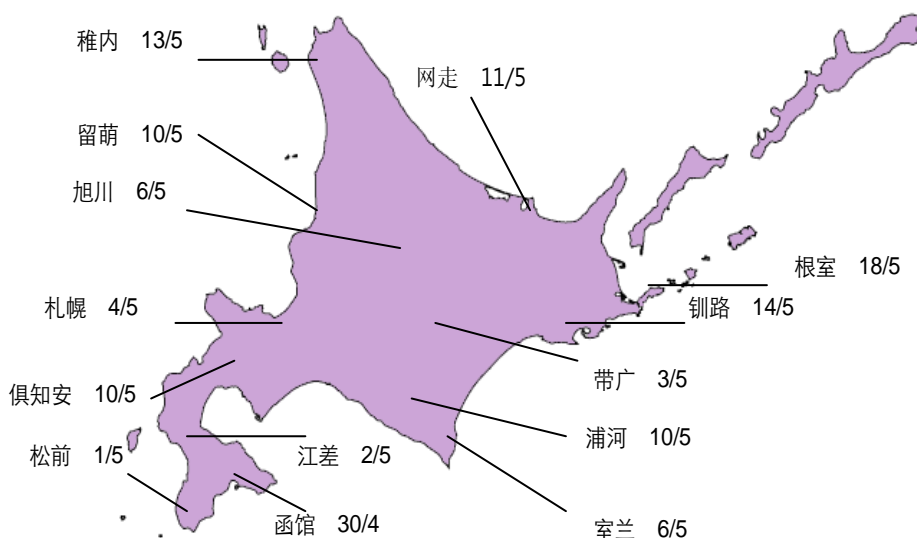 稚内 13/5
网走 11/5
留萌 10/5
旭川 6/5
根室 18/5
札幌 4/5
钏路 14/5
带广 3/5
俱知安 10/5
浦河 10/5
松前 1/5
江差 2/5
函馆 30/4
室兰 6/5